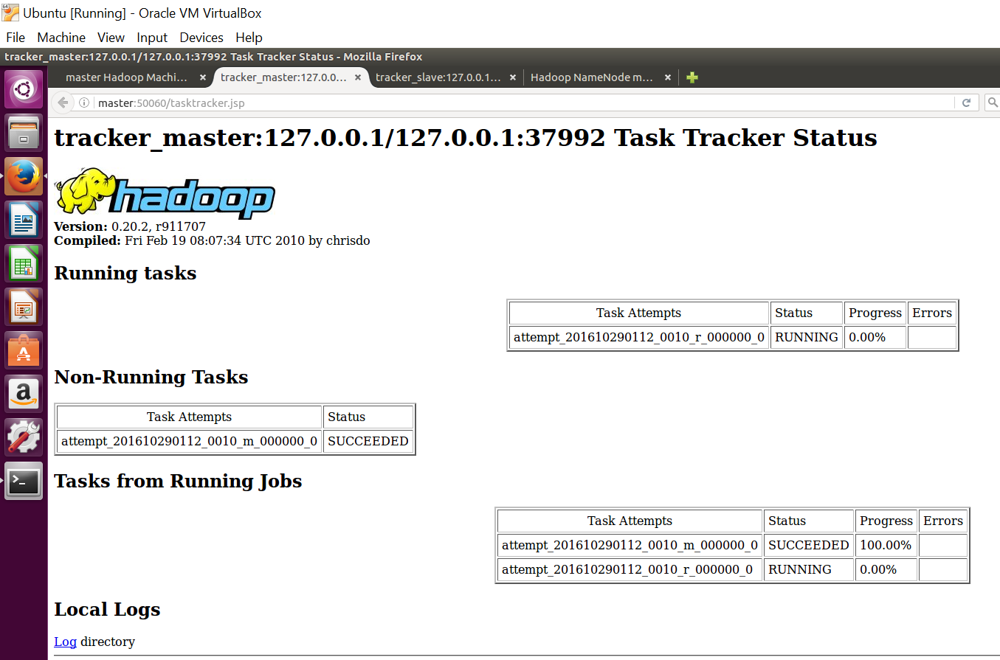 Ubuntu [Running] - Oracle VM VirtualBox
File Machine View Input Devices Help
tracker_master:127.0.0.1/127.0.0.1:37992 Task Tracker Status - Mozilla Firefox
master Hadoop Machi... × tracker_master:127.0.0... × tracker_slave:127.0.0.1... × Hadoop NameNode m... ×
master:50060/tasktracker.jsp
tracker_master:127.0.0.1/127.0.0.1:37992 Task Tracker Status
hadoop
Version: 0.20.2, r911707
Compiled: Fri Feb 19 08:07:34 UTC 2010 by chrisdo
Running tasks
Task Attempts Status Progress Errors
attempt_201610290112_0010_r_000000_0 RUNNING 0.00%
Non-Running Tasks
Task Attempts Status
attempt_201610290112_0010_m_000000_0 SUCCEEDED
Tasks from Running Jobs
Task Attempts Status Progress Errors
attempt_201610290112_0010_m_000000_0 SUCCEEDED 100.00%
attempt_201610290112_0010_r_000000_0 RUNNING 0.00%
Local Logs
Log directory